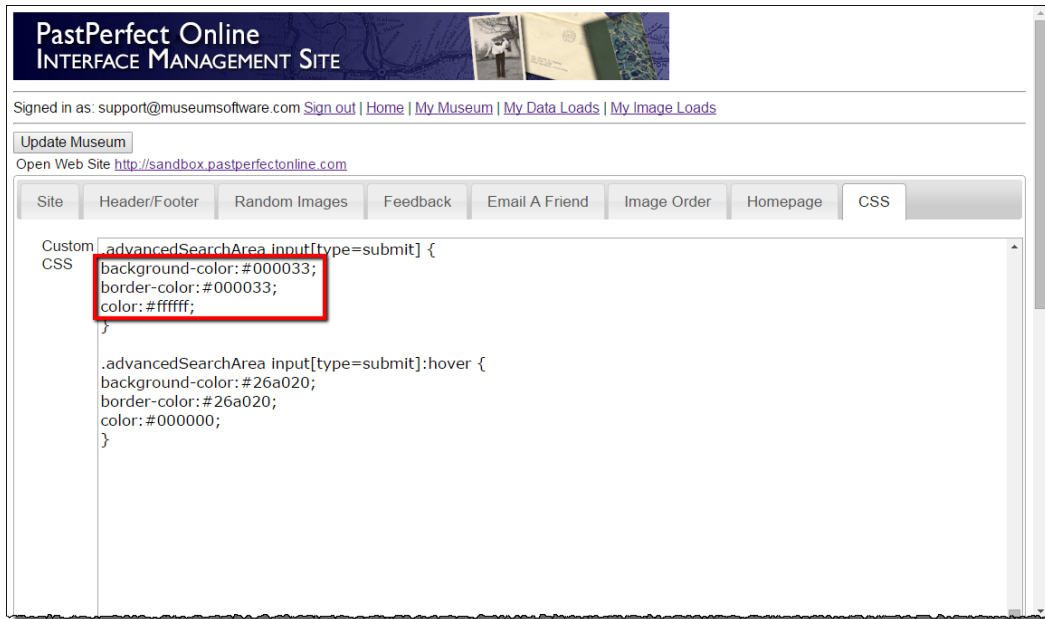 PastPerfect Online
INTERFACE MANAGEMENT SITE
Signed in as: support@museumsoftware.com Sign out | Home | My Museum | My Data Loads | My Image Loads
Update Museum
Open Web Site http://sandbox.pastperfectonline.com
Site Header/Footer Random Images Feedback Email A Friend Image Order Homepage CSS
Custom CSS
.advancedSearchArea input[type=submit] {
background-color:#000033;
border-color:#000033;
color:#ffffff;
}
.advancedSearchArea input[type=submit]:hover {
background-color:#26a020;
border-color:#26a020;
color:#000000;
}